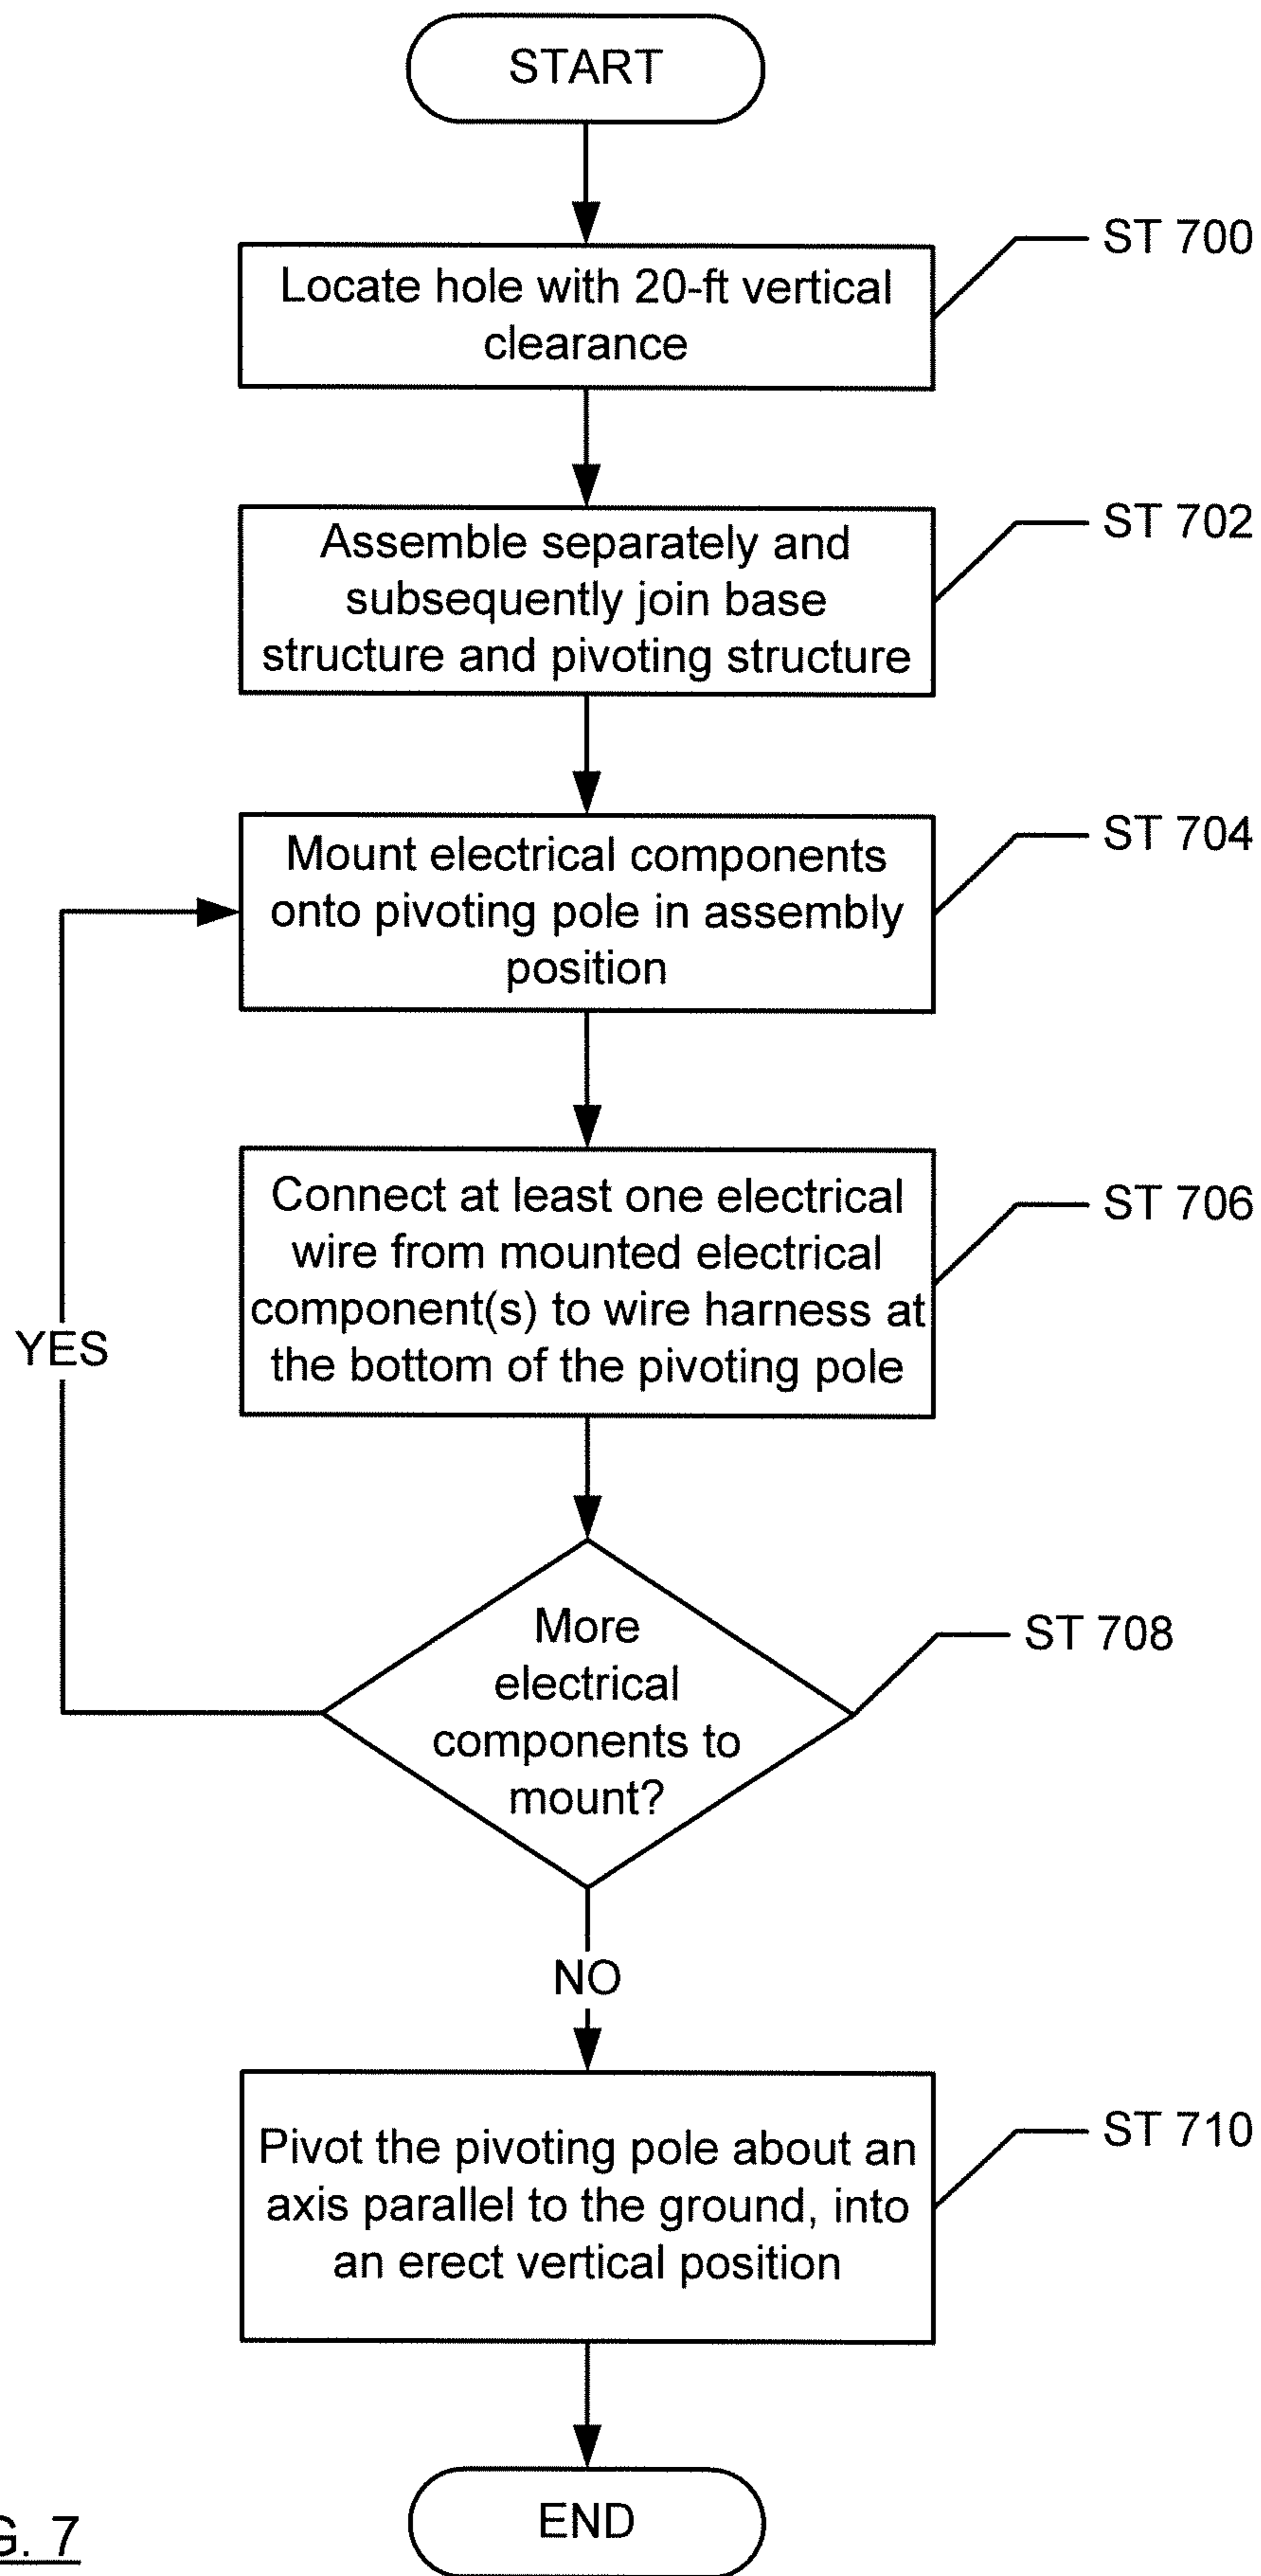 START
Locate hole with 20-ft vertical
clearance
ST 700
Assemble separately and
subsequently join base
structure and pivoting structure
ST 702
Mount electrical components
onto pivoting pole in assembly
position
ST 704
Connect at least one electrical
wire from mounted electrical
component(s) to wire harness at
the bottom of the pivoting pole
ST 706
YES
More
electrical
components to
mount?
ST 708
NO
Pivot the pivoting pole about an
axis parallel to the ground, into
an erect vertical position
ST 710
END
G. 7